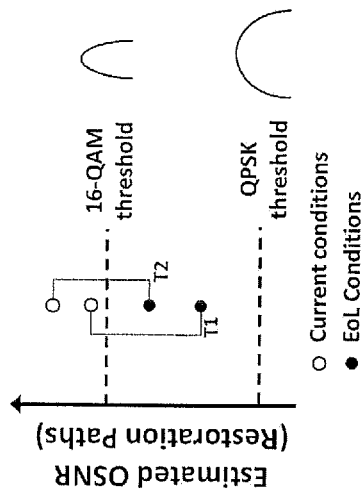 Estimated OSNR
(Restoration Paths)
16-QAM
threshold
T2
T1
QPSK
threshold
Current conditions
EoL Conditions